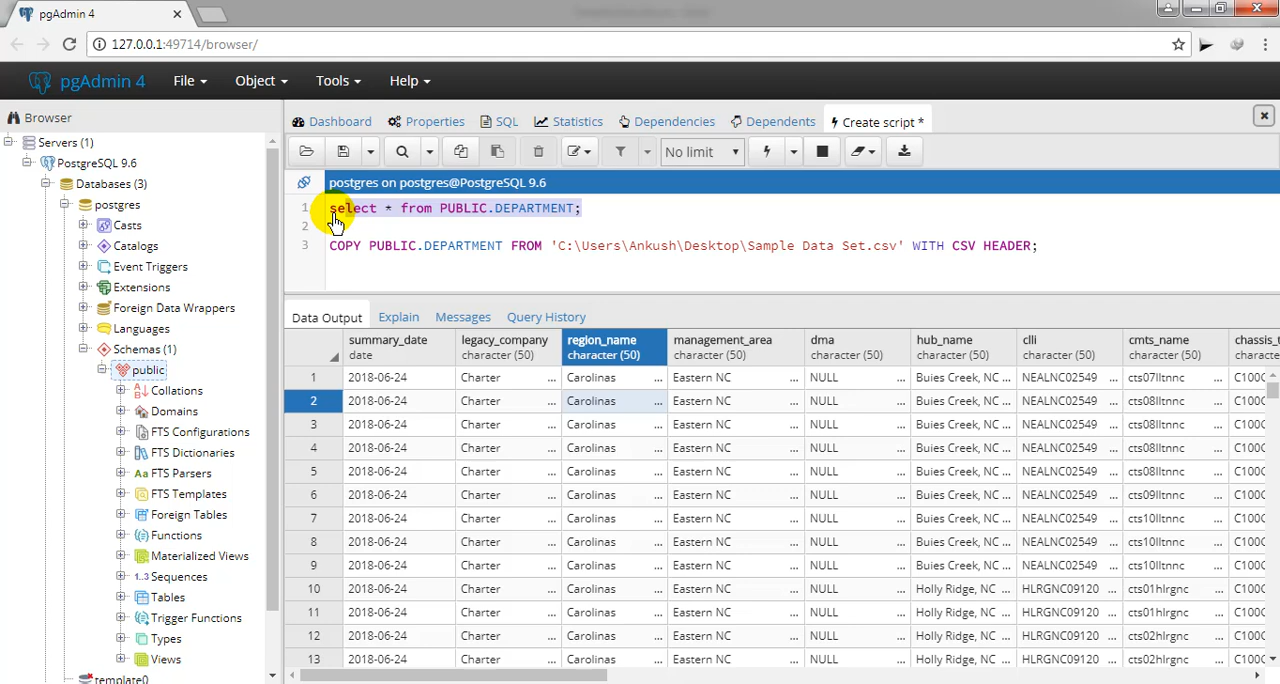 pgAdmin 4
127.0.0.1:49714/browser/
pgAdmin 4 File Object Tools Help
Browser
Dashboard Properties SQL Statistics Dependencies Dependents Create script *
Servers (1)
PostgreSQL 9.6
Databases (3)
postgres
Casts
Catalogs
Event Triggers
Extensions
Foreign Data Wrappers
Languages
Schemas (1)
public
Collations
Domains
FTS Configurations
FTS Dictionaries
FTS Parsers
FTS Templates
Foreign Tables
Functions
Materialized Views
Sequences
Tables
Trigger Functions
Types
Views
template0
No limit
postgres on postgres@PostgreSQL 9.6
1 select * from PUBLIC.DEPARTMENT;
2
3 COPY PUBLIC.DEPARTMENT FROM 'C:\Users\Ankush\Desktop\Sample Data Set.csv' WITH CSV HEADER;
Data Output Explain Messages Query History
summary_date legacy_company region_name management_area dma hub_name clli cmts_name chassis_t
date character (50) character (50) character (50) character (50) character (50) character (50) character (50) charact
1 2018-06-24 Charter ... Carolinas ... Eastern NC ... NULL ... Buies Creek, NC ... NEALNC02549 ... cts07lltnnc ... C100G
2 2018-06-24 Charter ... Carolinas ... Eastern NC ... NULL ... Buies Creek, NC ... NEALNC02549 ... cts08lltnnc ... C100G
3 2018-06-24 Charter ... Carolinas ... Eastern NC ... NULL ... Buies Creek, NC ... NEALNC02549 ... cts08lltnnc ... C100G
4 2018-06-24 Charter ... Carolinas ... Eastern NC ... NULL ... Buies Creek, NC ... NEALNC02549 ... cts08lltnnc ... C100G
5 2018-06-24 Charter ... Carolinas ... Eastern NC ... NULL ... Buies Creek, NC ... NEALNC02549 ... cts08lltnnc ... C100G
6 2018-06-24 Charter ... Carolinas ... Eastern NC ... NULL ... Buies Creek, NC ... NEALNC02549 ... cts09lltnnc ... C100G
7 2018-06-24 Charter ... Carolinas ... Eastern NC ... NULL ... Buies Creek, NC ... NEALNC02549 ... cts10lltnnc ... C100G
8 2018-06-24 Charter ... Carolinas ... Eastern NC ... NULL ... Buies Creek, NC ... NEALNC02549 ... cts10lltnnc ... C100G
9 2018-06-24 Charter ... Carolinas ... Eastern NC ... NULL ... Buies Creek, NC ... NEALNC02549 ... cts10lltnnc ... C100G
10 2018-06-24 Charter ... Carolinas ... Eastern NC ... NULL ... Holly Ridge, NC ... HLRGNC09120 ... cts01hlrgnc ... C100G
11 2018-06-24 Charter ... Carolinas ... Eastern NC ... NULL ... Holly Ridge, NC ... HLRGNC09120 ... cts01hlrgnc ... C100G
12 2018-06-24 Charter ... Carolinas ... Eastern NC ... NULL ... Holly Ridge, NC ... HLRGNC09120 ... cts02hlrgnc ... C100G
13 2018-06-24 Charter ... Carolinas ... Eastern NC ... NULL ... Holly Ridge, NC ... HLRGNC09120 ... cts02hlrgnc ... C100G